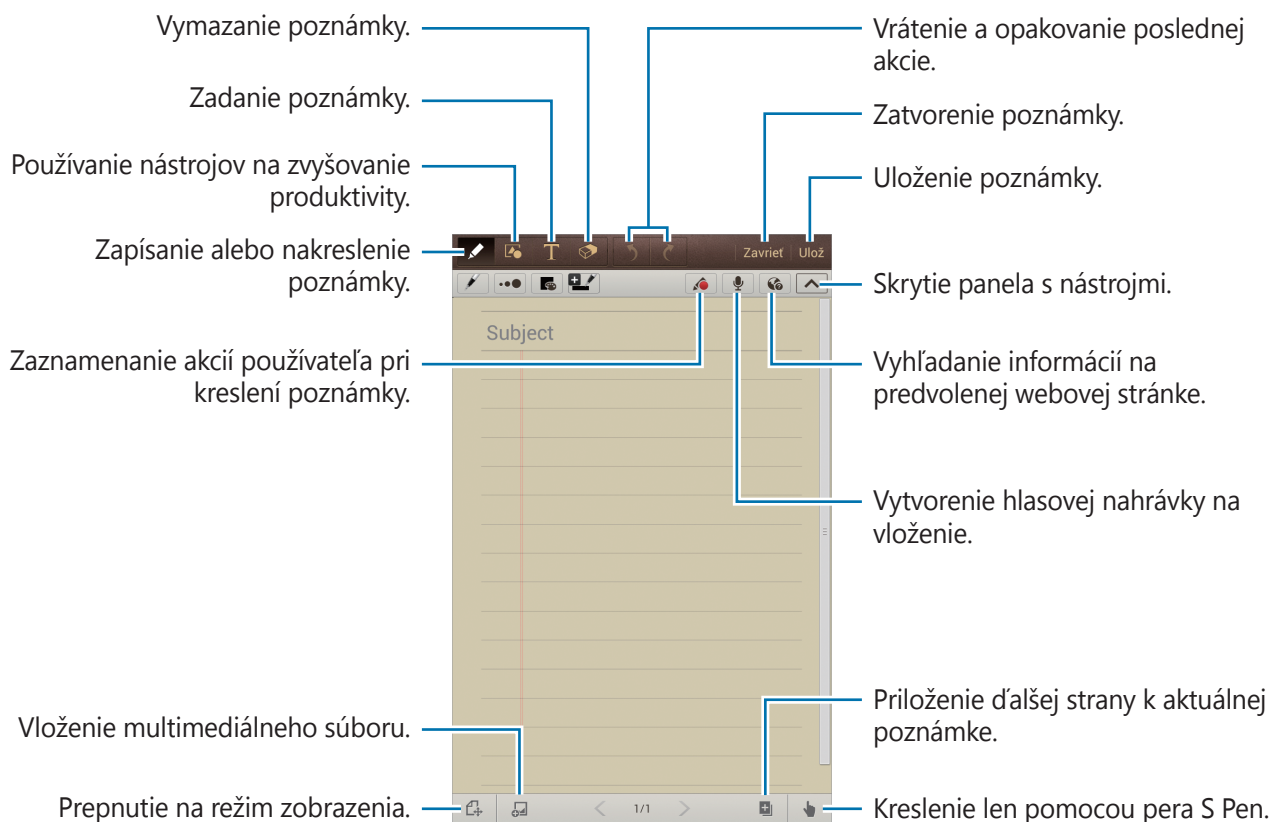 Vymazanie poznámky.
Zadanie poznámky.
Používanie nástrojov na zvyšovanie
produktivity.
Zapísanie alebo nakreslenie
poznámky.
Zaznamenanie akcií používateľa pri
kreslení poznámky.
Vloženie multimediálneho súboru.
Prepnutie na režim zobrazenia.
T
Zavrieť
Ulož
Subject
1/1
Vrátenie a opakovanie poslednej
akcie.
Zatvorenie poznámky.
Uloženie poznámky.
Skrytie panela s nástrojmi.
Vyhľadanie informácií na
predvolenej webovej stránke.
Vytvorenie hlasovej nahrávky na
vloženie.
Priloženie ďalšej strany k aktuálnej
poznámke.
Kreslenie len pomocou pera S Pen.